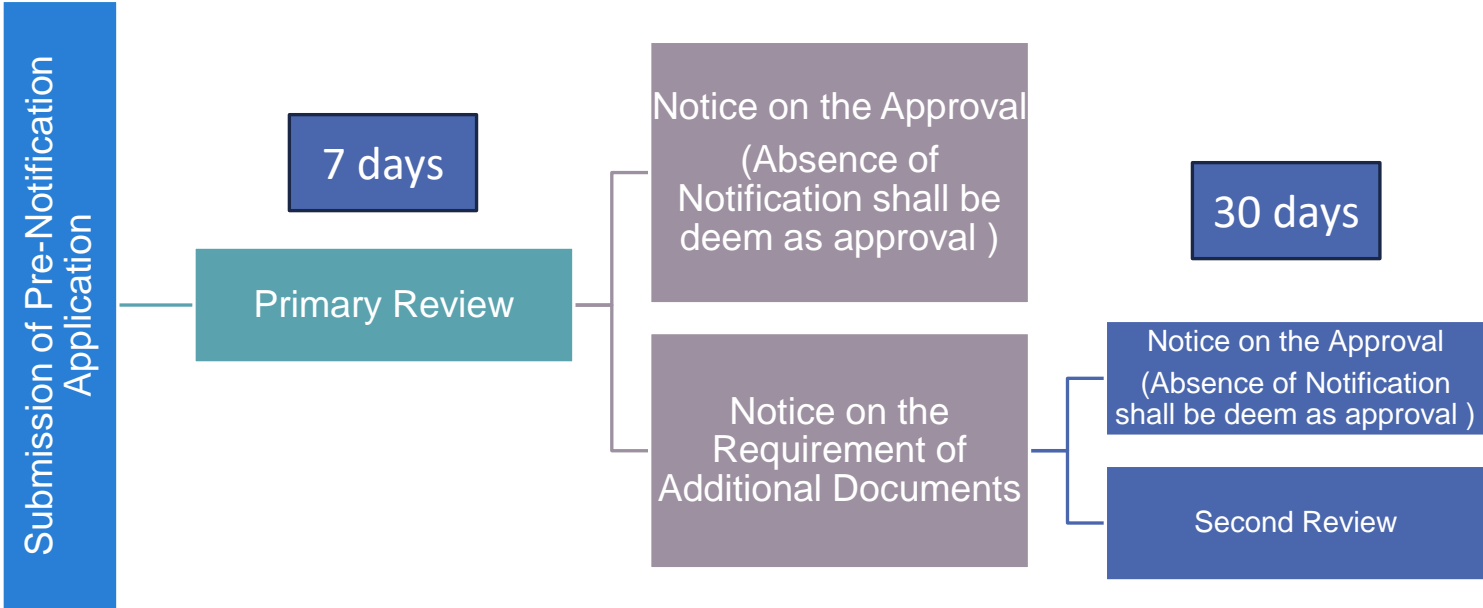 Submission of Pre-Notification
Application
7 days
Primary Review
Notice on the Approval
(Absence of
Notification shall be
deem as approval )
Notice on the
Requirement of
Additional Documents
30 days
Notice on the Approval
(Absence of Notification
shall be deem as approval )
Second Review